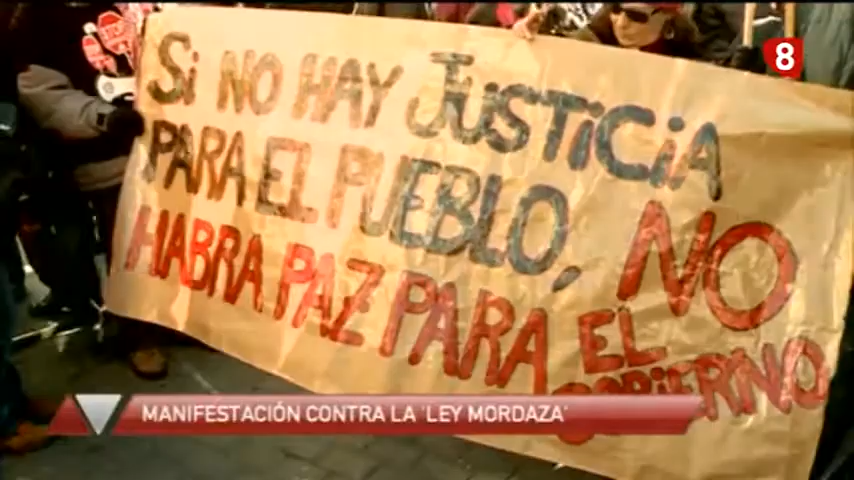 8
Si NO HAY JUSTiCiA
PARA EL PUEBLO, NO
HABRA PAZ PARA EL
GOBiERNO
MANIFESTACIÓN CONTRA LA 'LEY MORDAZA'